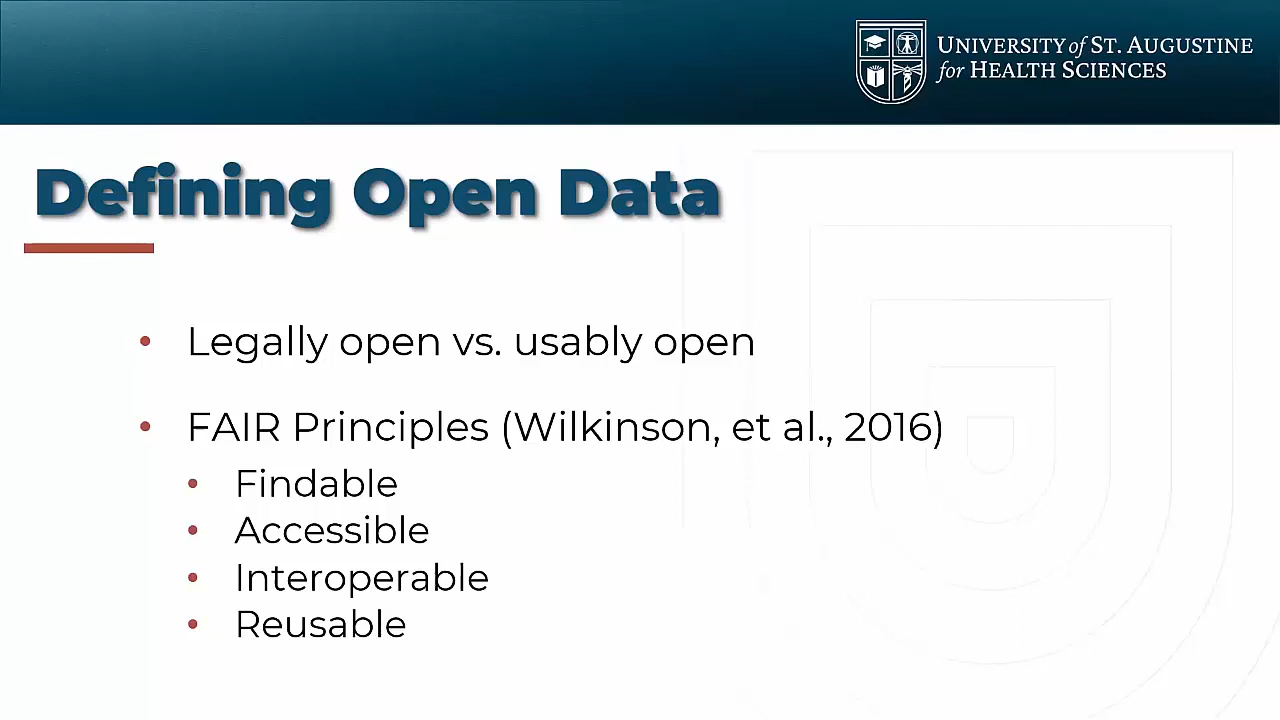 UNIVERSITY of ST. AUGUSTINE
for HEALTH SCIENCES
Defining Open Data
• Legally open vs. usably open
• FAIR Principles (Wilkinson, et al., 2016)
• Findable
• Accessible
• Interoperable
• Reusable